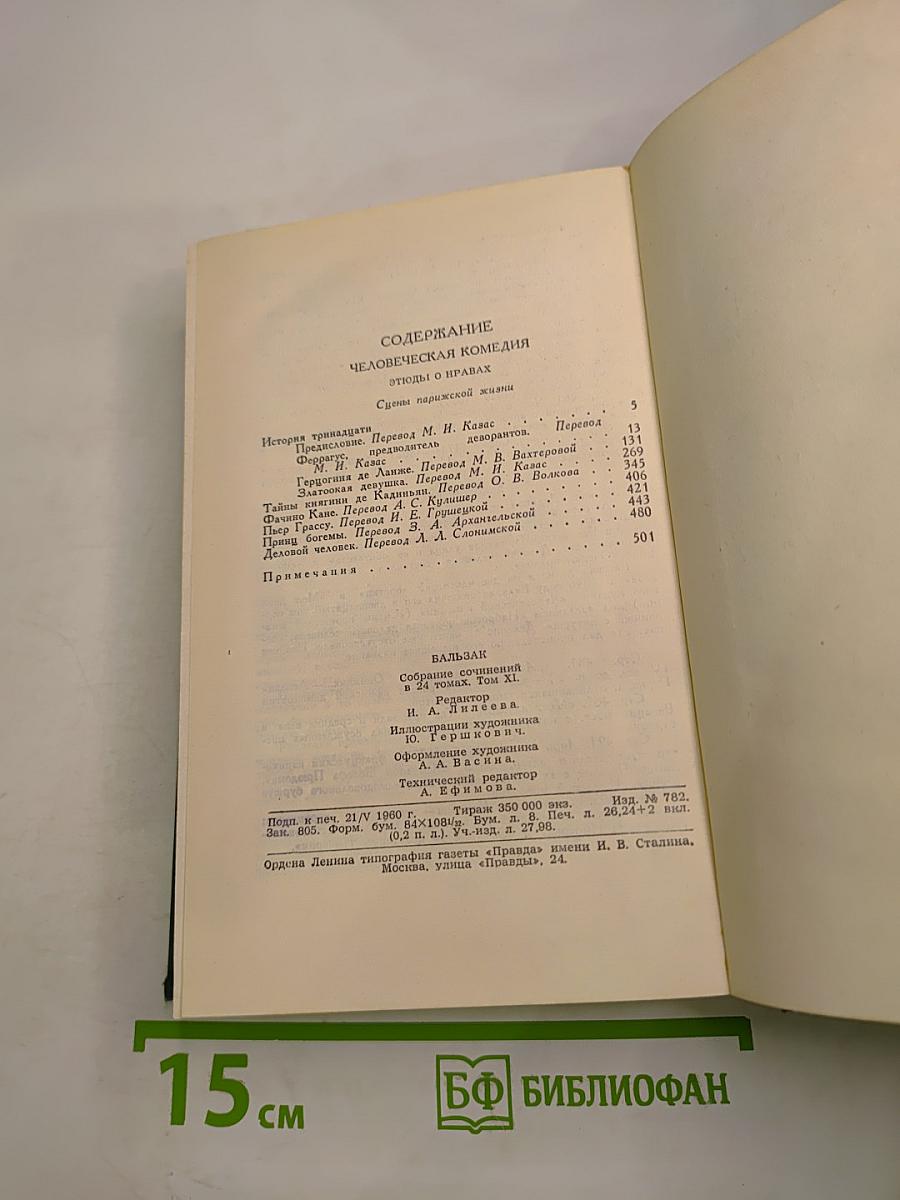 СОДЕРЖАНИЕ
ЧЕЛОВЕЧЕСКАЯ КОМЕДИЯ
ЭТЮДЫ О НРАВАХ
Сцены парижской жизни
История тринадцати
Предисловие. Перевод М. И. Казас . . . . . . . 5
Феррагус, предводитель деворантов. Перевод
М. И. Казас . . . . . . . . . . . . 13
Герцогиня де Ланже. Перевод М. В. Вахтеровой . . 131
Златоокая девушка. Перевод М. И. Казас . . . . 269
Тайны княгини де Кадиньян. Перевод О. В. Волкова . . 345
Фачино Кане. Перевод А. С. Кулишер . . . . . . 406
Пьер Грассу. Перевод И. Е. Грушецкой . . . . . . 421
Принц богемы. Перевод З. А. Архангельской . . . . . 443
Деловой человек. Перевод Л. Л. Слонимской . . . . . 480
Примечания . . . . . . . . . . . . . . . 501
БАЛЬЗАК
Собрание сочинений
в 24 томах. Том XI.
Редактор
И. А. Лилеева.
Иллюстрации художника
Ю. Гершкович.
Оформление художника
А. А. Васина.
Технический редактор
А. Ефимова.
Подп. к печ. 21/V 1960 г. Тираж 350 000 экз. Изд. № 782.
Зак. 805. Форм. бум. 84×108 1/32. Бум. л. 8. Печ. л. 26,24+2 вкл.
(0,2 п. л.). Уч.-изд. л. 27,98.
Ордена Ленина типография газеты «Правда» имени И. В. Сталина.
Москва, улица «Правды», 24.
15 см
БФ БИБЛИОФАН